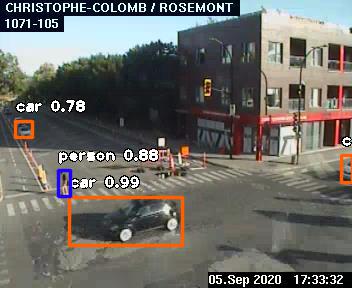 CHRISTOPHE-COLOMB / ROSEMONT
1071-105
car 0.78
person 0.88
car 0.99
c
05.Sep 2020 17:33:32